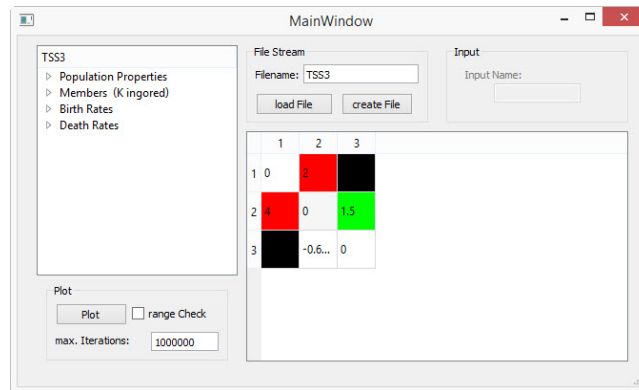 MainWindow
TSS3
Population Properties
Members (K ingored)
Birth Rates
Death Rates
File Stream
Filename: TSS3
load File create File
Input
Input Name:
1 2 3
1 0 2
2 4 0 1.5
3 -0.6... 0
Plot
Plot range Check
max. Iterations: 1000000